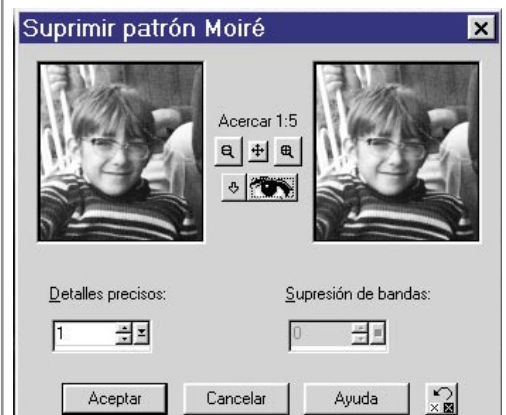 Suprimir patrón Moiré
Acercar 1:5
Detalles precisos:
Supresión de bandas:
1
0
Aceptar
Cancelar
Ayuda